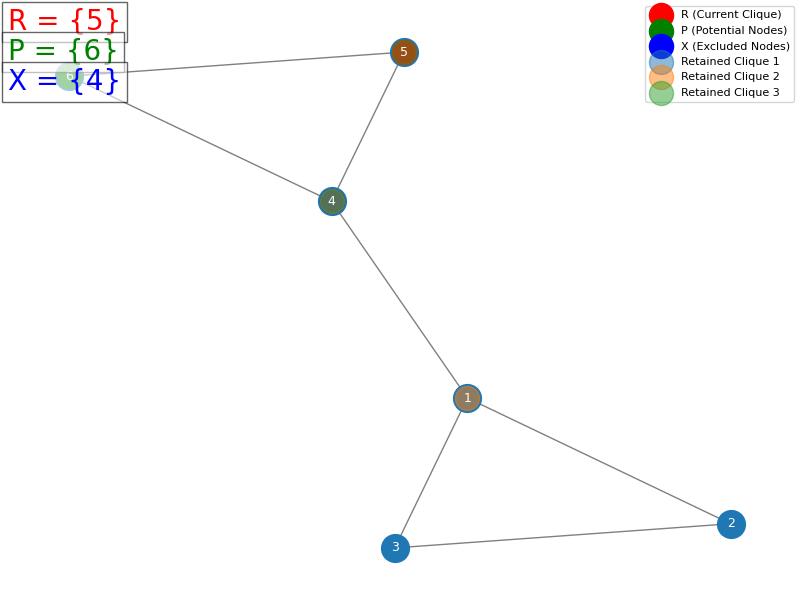 R = {5}
P = {6}
X = {4}
6
R (Current Clique)
P (Potential Nodes)
X (Excluded Nodes)
Retained Clique 1
Retained Clique 2
Retained Clique 3
5
4
1
2
3